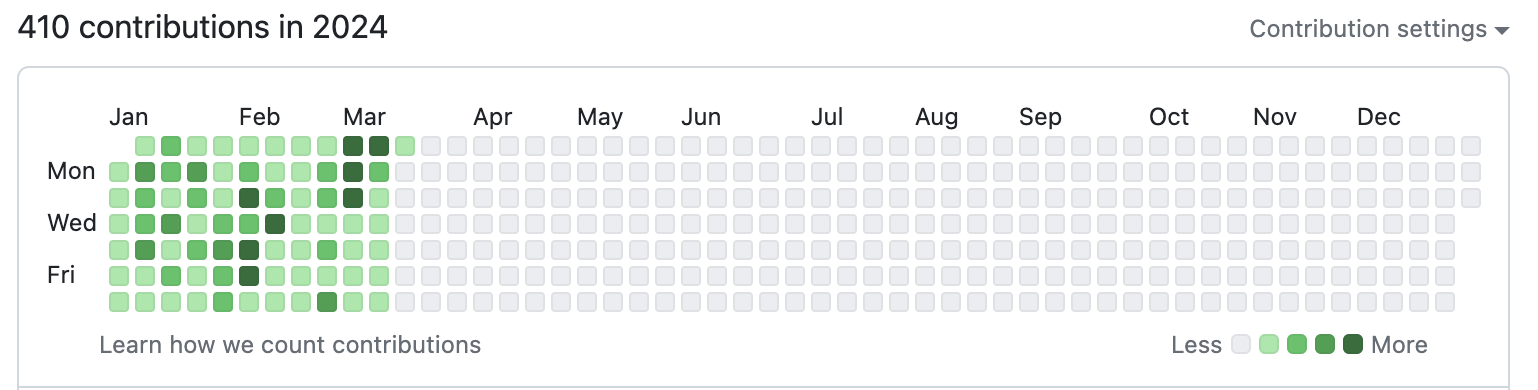 410 contributions in 2024
Contribution settings
Jan Feb Mar Apr May Jun Jul Aug Sep Oct Nov Dec
Mon
Wed
Fri
Learn how we count contributions
Less More